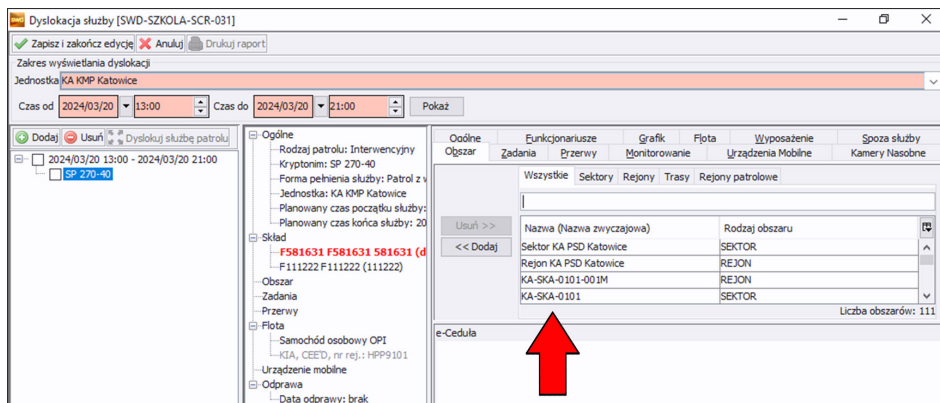 Dyslokacja służby [SWD-SZKOLA-SCR-031]
Zapisz i zakończ edycję Anuluj Drukuj raport
Zakres wyświetlania dyslokacji
Jednostka KA KMP Katowice
Czas od 2024/03/20 13:00 Czas do 2024/03/20 21:00 Pokaż
Dodaj Usuń Dyslokuj służbę patrolu
2024/03/20 13:00 - 2024/03/20 21:00
SP 270-40
Ogólne
Rodzaj patrolu: Interwencyjny
Kryptonim: SP 270-40
Forma pełnienia służby: Patrol z w
Jednostka: KA KMP Katowice
Planowany czas początku służby:
Planowany czas końca służby: 20
Skład
F581631 F581631 581631 (d
F111222 F111222 (111222)
Obszar
Zadania
Przerwy
Flota
Samochód osobowy OPI
KIA, CEE'D, nr rej.: HPP9101
Urządzenie mobilne
Odprawa
Data odprawy: brak
Ogólne Funkcjonariusze Grafik Flota Wyposażenie Spoza służby
Obszar Zadania Przerwy Monitorowanie Urządzenia Mobilne Kamery Nasobne
Wszystkie Sektory Rejony Trasy Rejony patrolowe
Usuń >>
<< Dodaj
Nazwa (Nazwa zwyczajowa) Rodzaj obszaru
Sektor KA PSD Katowice SEKTOR
Rejon KA PSD Katowice REJON
KA-SKA-0101-001M REJON
KA-SKA-0101 SEKTOR
Liczba obszarów: 111
e-Ceduła